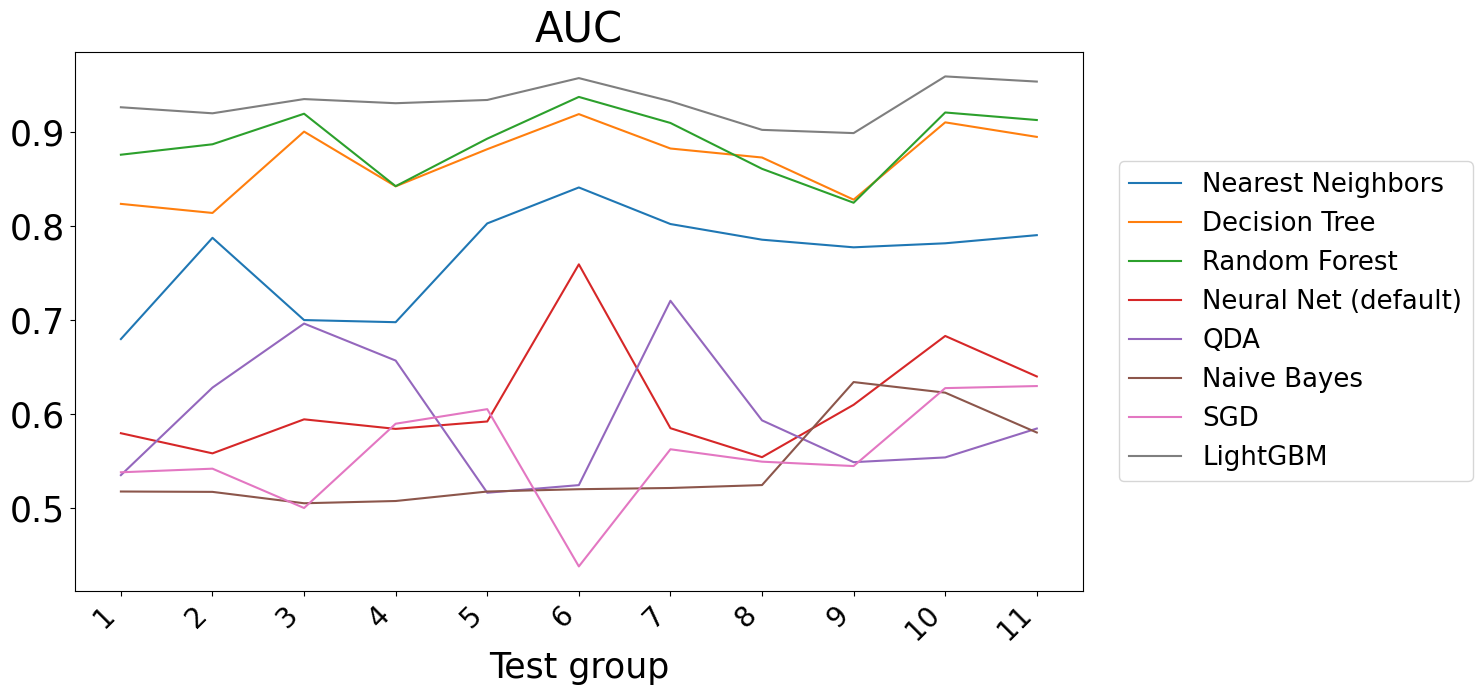 AUC
0.9
0.8
0.7
0.6
0.5
1 2 3 4 5 6 7 8 9 10 11
Test group
Nearest Neighbors
Decision Tree
Random Forest
Neural Net (default)
QDA
Naive Bayes
SGD
LightGBM